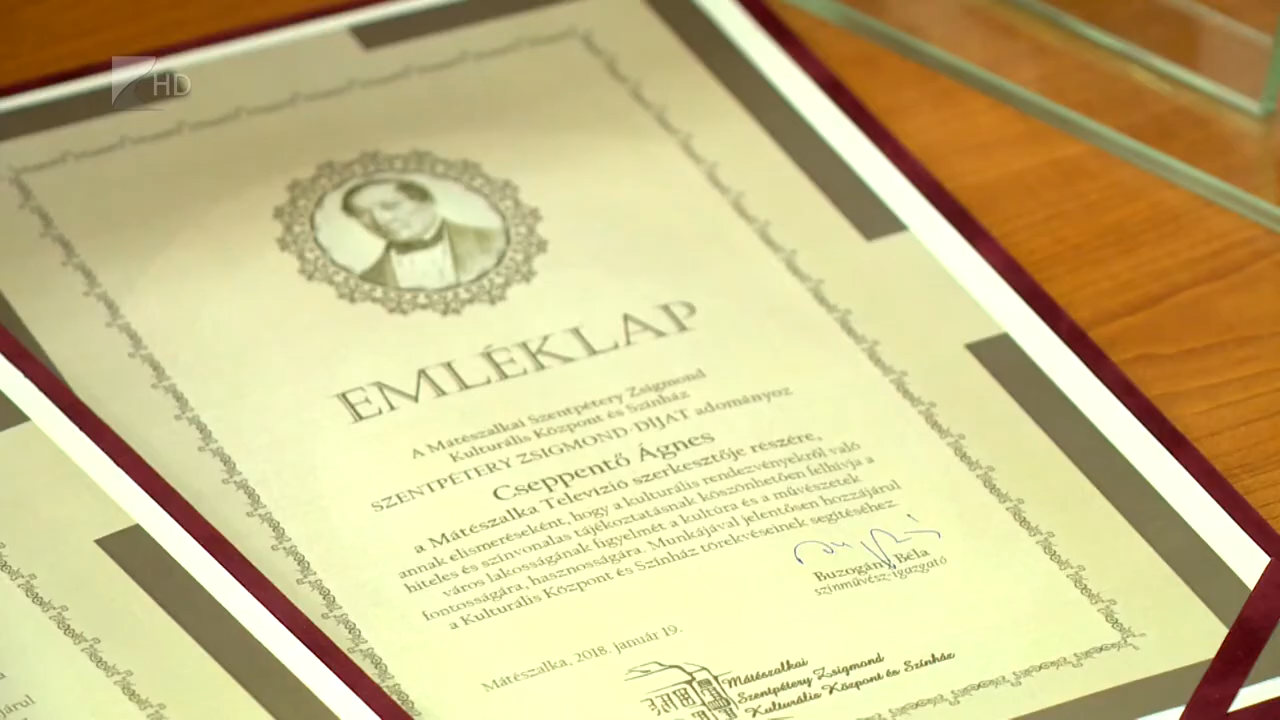 HD
EMLÉKLAP
A Mátészalkai Szentpétery Zsigmond
Kulturális Központ és Színház
SZENTPÉTERY ZSIGMOND-DIJAT adományoz
Cseppentő Ágnes
a Mátészalka Televízió szerkesztője részére,
annak elismeréseként, hogy a kulturális rendezvényekről való
hiteles és színvonalas tájékoztatásnak köszönhetően felhívja a
város lakosságának figyelmét a kultúra és a művészetek
fontosságára, hasznosságára. Munkájával jelentősen hozzájárul
a Kulturális Központ és Színház törekvéseinek segítéséhez
Buzogány Béla
színművész-igazgató
Mátészalka, 2018. január 19.
Mátészalkai
Szentpétery Zsigmond
Kulturális Központ és Színház